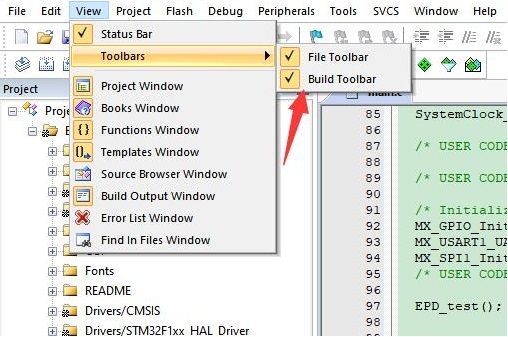 File Edit View Project Flash Debug Peripherals Tools SVCS Window Help
Status Bar
Toolbars
File Toolbar
Build Toolbar
Project
Project Window
Books Window
Functions Window
Templates Window
Source Browser Window
Build Output Window
Error List Window
Find In Files Window
Fonts
README
Drivers/CMSIS
Drivers/STM32F1xx_HAL_Driver
main.c
85 SystemClock_
86
87 /* USER CODE
88
89 /* USER CODE
90
91 /* Initializ
92 MX_GPIO_Init
93 MX_USART1_UA
94 MX_SPI1_Init
95 /* USER CODE
96
97 EPD_test();
98